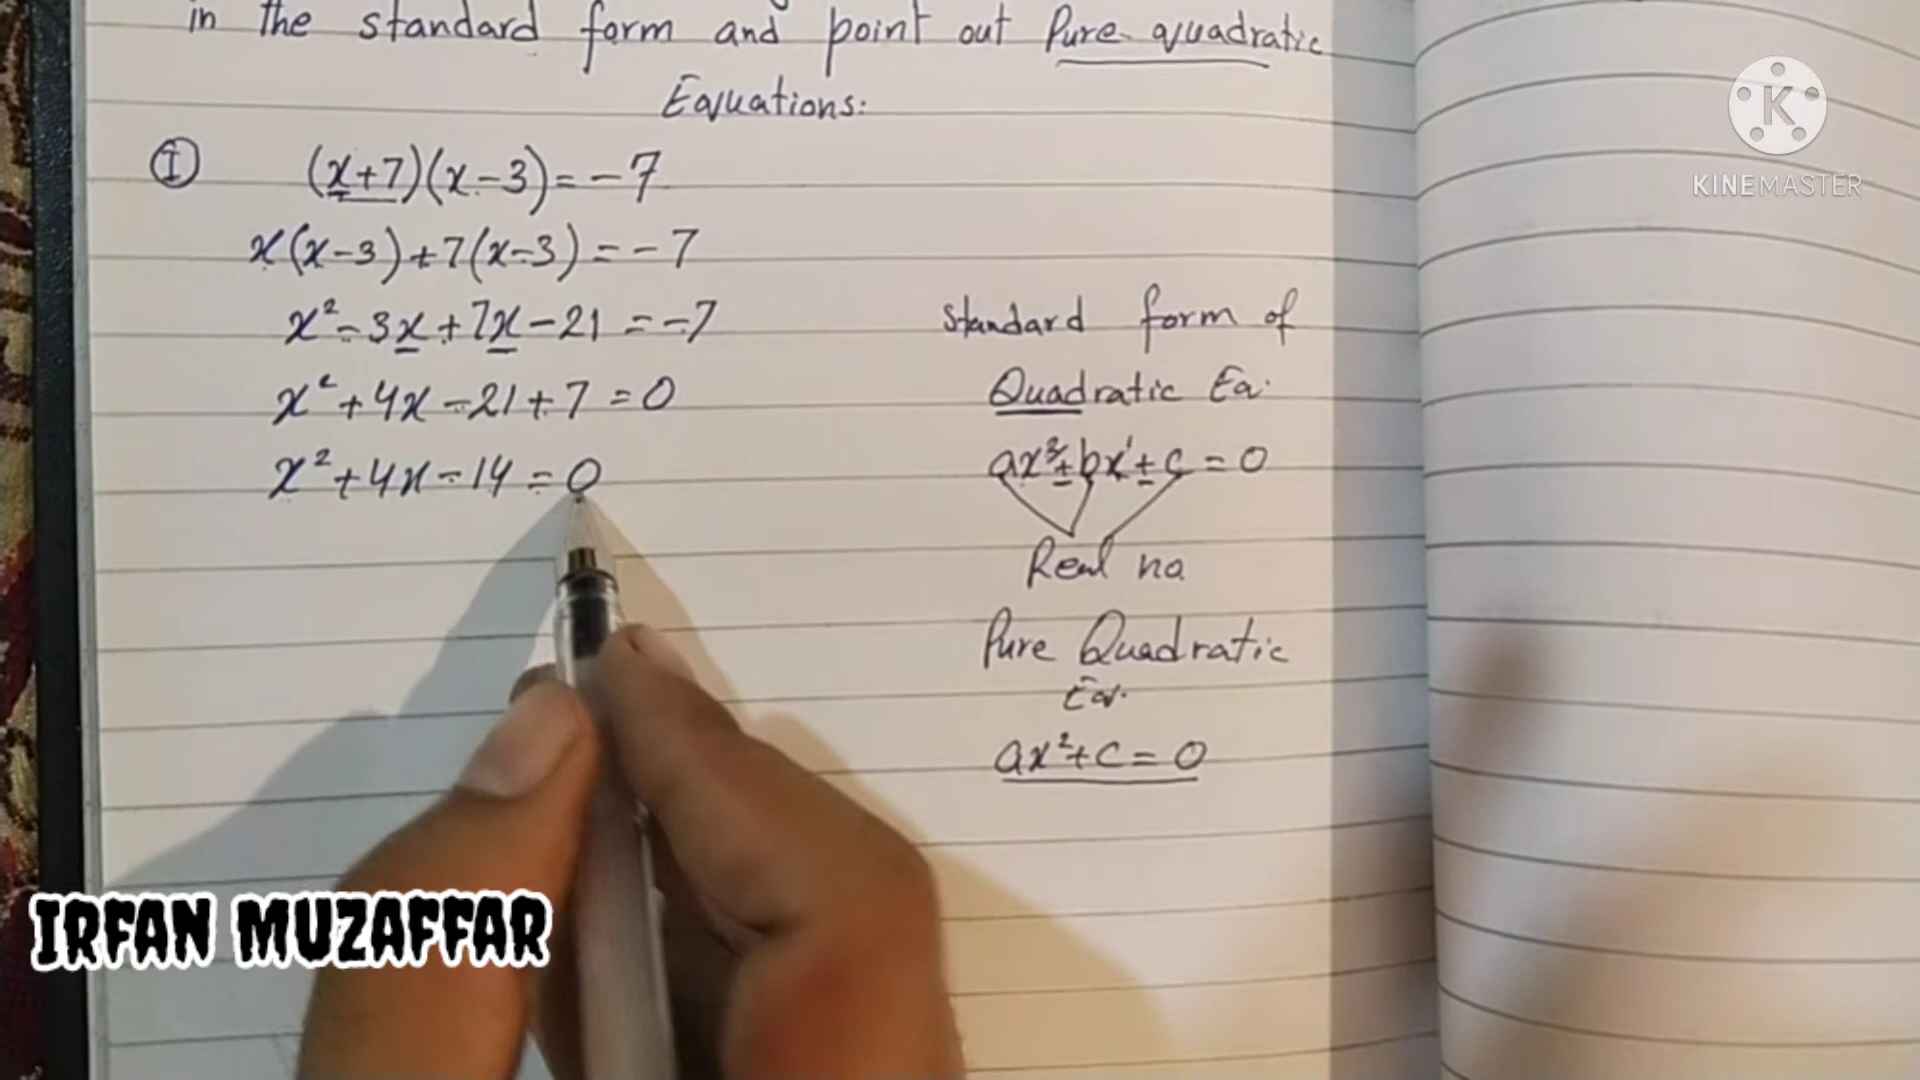 in the standard form and point out Pure quadratic
Equations:
I (x+7)(x-3)=-7
x(x-3)+7(x-3)=-7
x²-3x+7x-21=-7
x²+4x-21+7=0
x²+4x-14=0
Standard form of
Quadratic Eq.
ax²+bx¹+c=0
Real no.
Pure Quadratic
Eq.
ax²+c=0
K
KINEMASTER
IRFAN MUZAFFAR